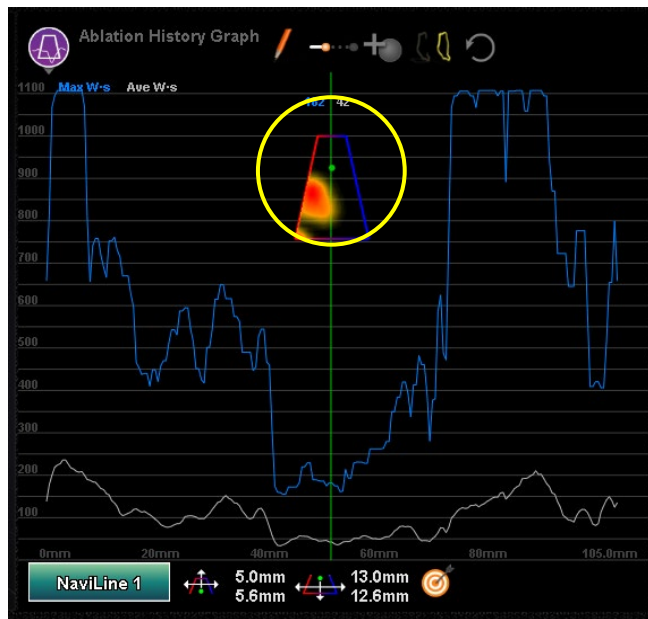 Ablation History Graph
1100 Max W·s Ave W·s
182 42
1000
900
800
700
600
500
400
300
200
100
0mm 20mm 40mm 60mm 80mm 105.0mm
NaviLine 1 5.0mm 13.0mm
5.6mm 12.6mm